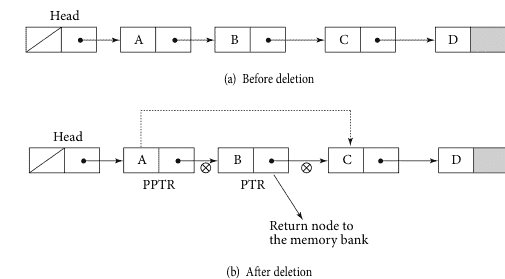 Head
A B C D
(a) Before deletion
Head
A B C D
PPTR PTR
Return node to
the memory bank
(b) After deletion